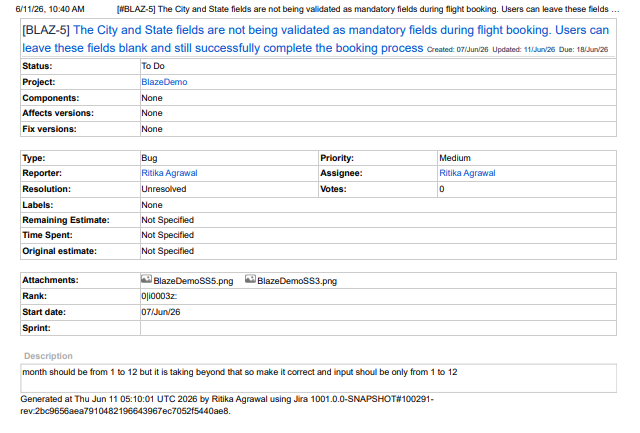 6/11/26, 10:40 AM [#BLAZ-5] The City and State fields are not being validated as mandatory fields during flight booking. Users can leave these fields ...
[BLAZ-5] The City and State fields are not being validated as mandatory fields during flight booking. Users can
leave these fields blank and still successfully complete the booking process Created: 07/Jun/26 Updated: 11/Jun/26 Due: 18/Jun/26
Status: To Do
Project: BlazeDemo
Components: None
Affects versions: None
Fix versions: None
Type: Bug Priority: Medium
Reporter: Ritika Agrawal Assignee: Ritika Agrawal
Resolution: Unresolved Votes: 0
Labels: None
Remaining Estimate: Not Specified
Time Spent: Not Specified
Original estimate: Not Specified
Attachments: BlazeDemoSS5.png BlazeDemoSS3.png
Rank: 0|i0003z:
Start date: 07/Jun/26
Sprint:
Description
month should be from 1 to 12 but it is taking beyond that so make it correct and input shoul be only from 1 to 12
Generated at Thu Jun 11 05:10:01 UTC 2026 by Ritika Agrawal using Jira 1001.0.0-SNAPSHOT#100291-
rev:2bc9656aea7910482196643967ec7052f5440ae8.